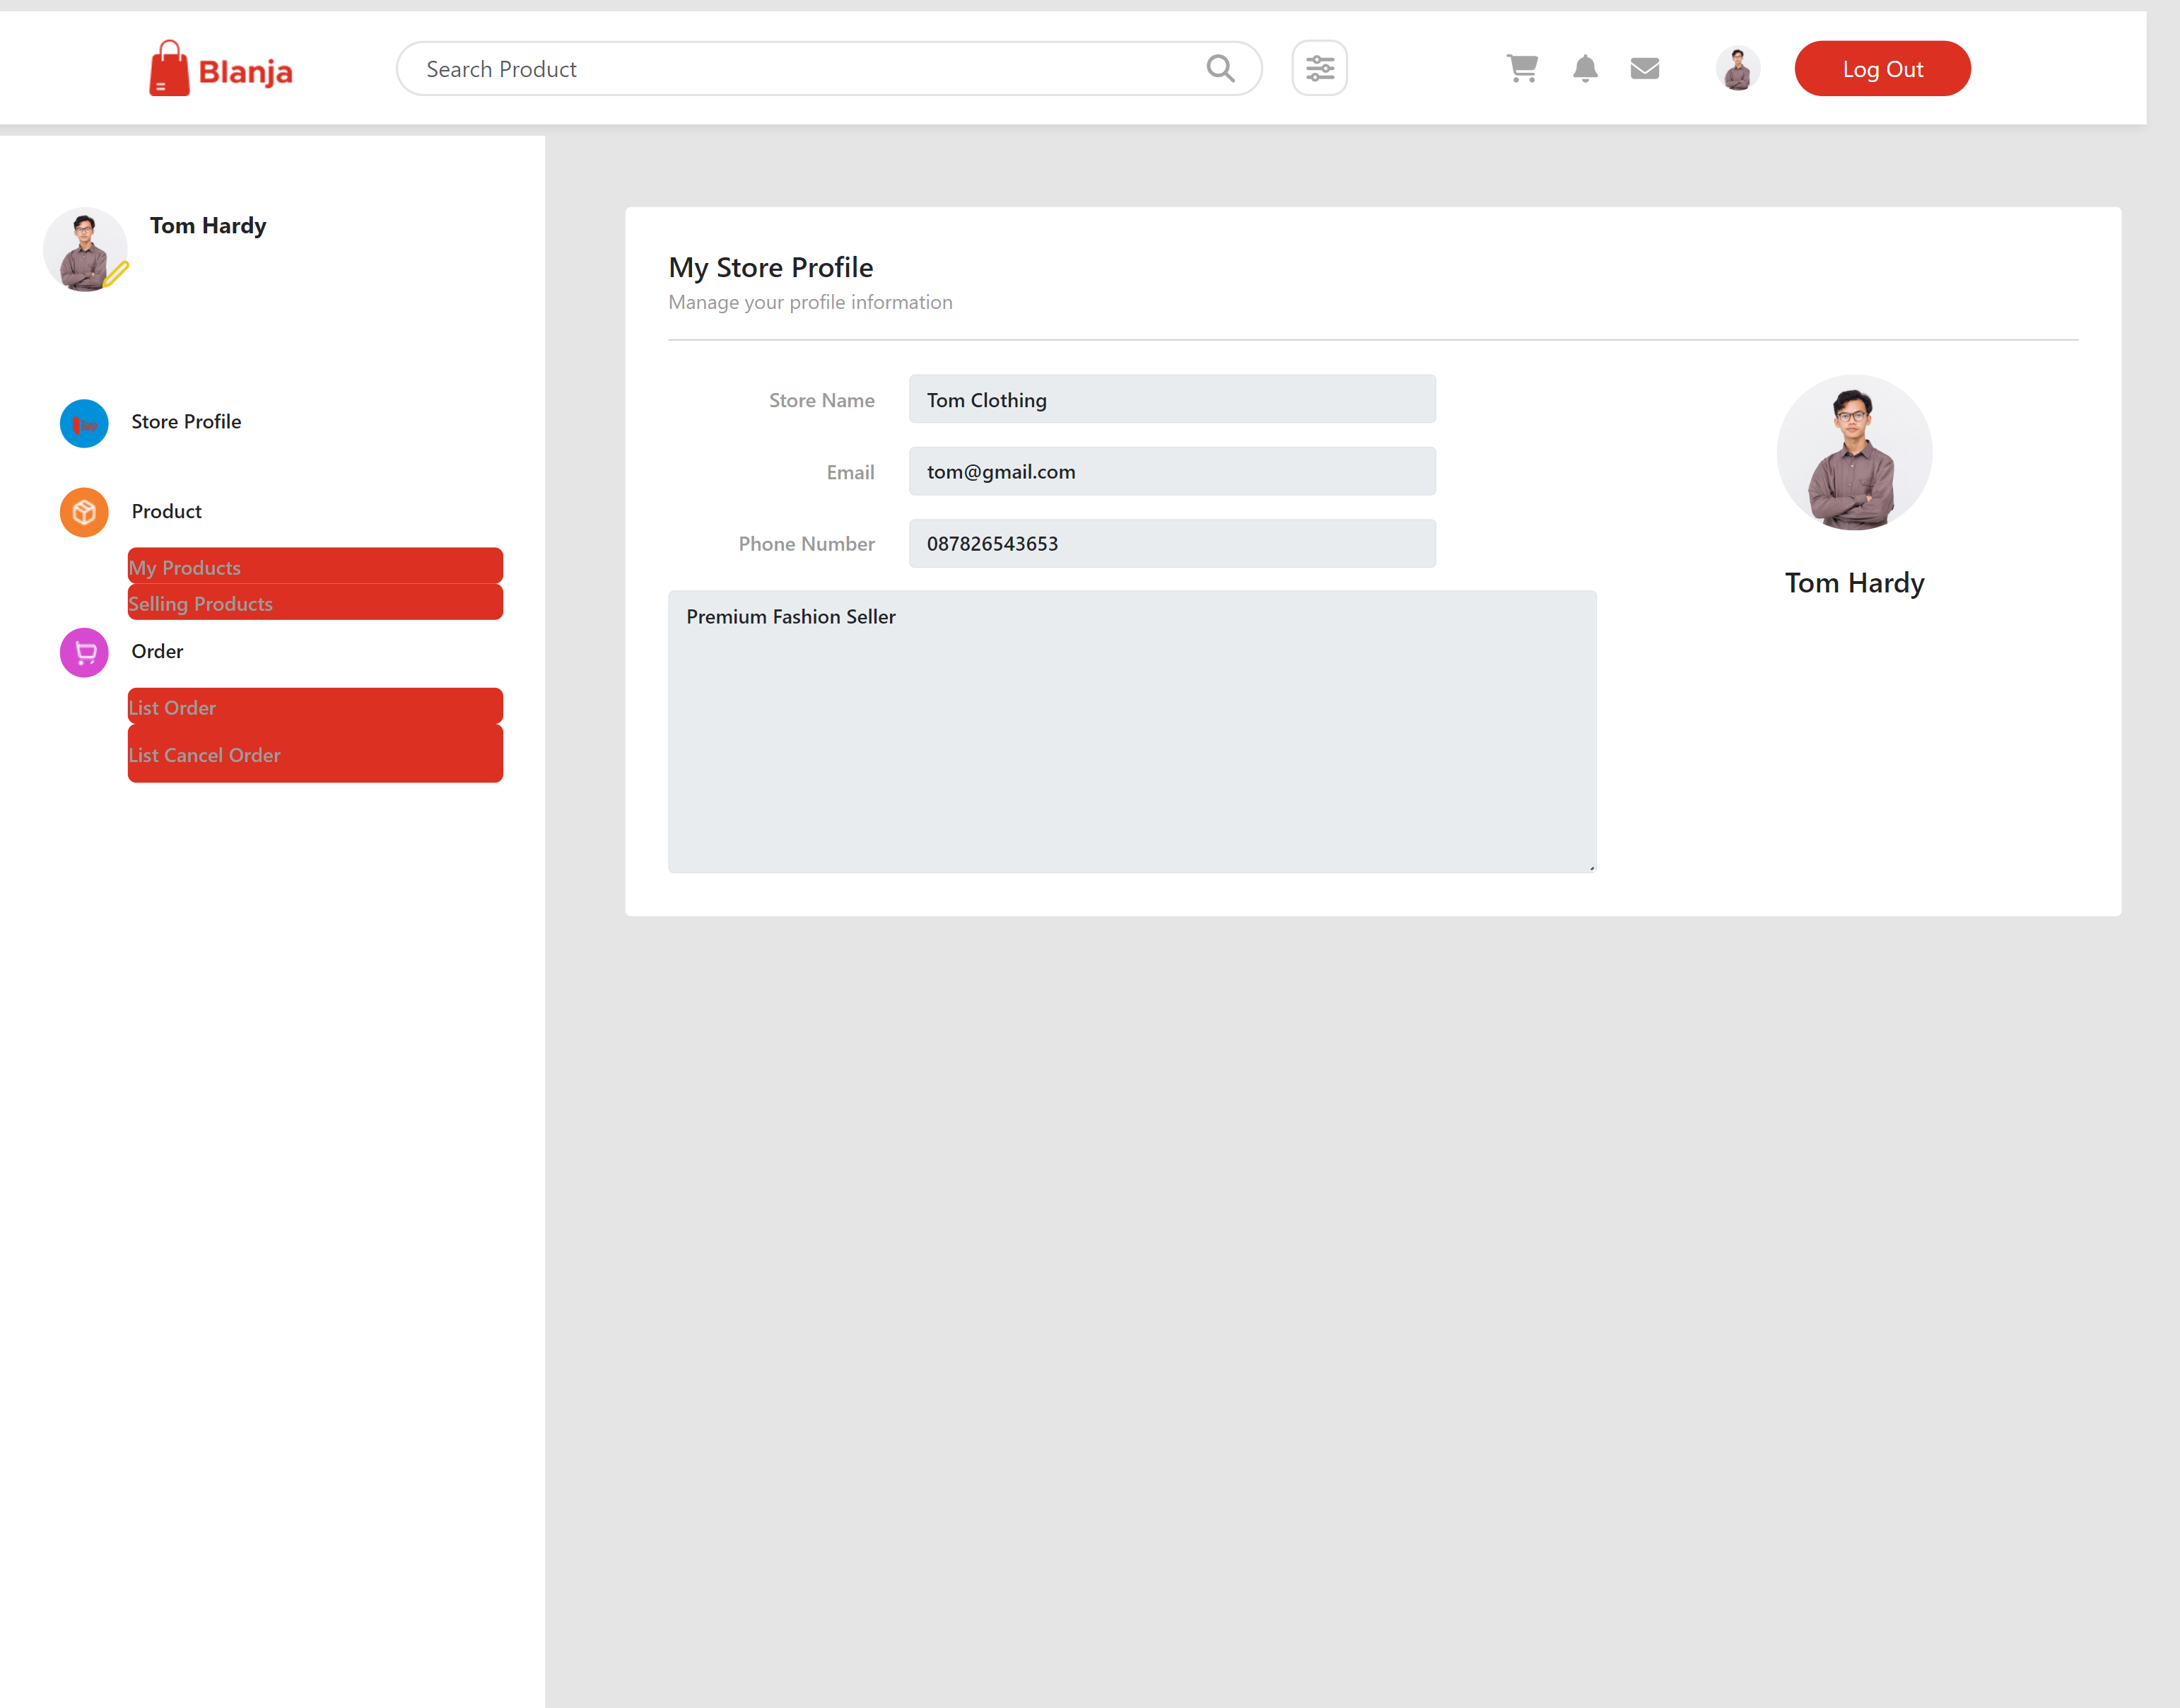 Blanja
Search Product
Log Out
Tom Hardy
Store Profile
Product
My Products
Selling Products
Order
List Order
List Cancel Order
My Store Profile
Manage your profile information
Store Name
Tom Clothing
Email
tom@gmail.com
Phone Number
087826543653
Premium Fashion Seller
Tom Hardy